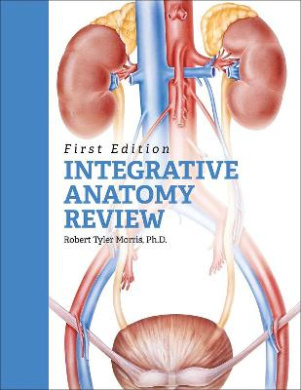 First Edition
INTEGRATIVE
ANATOMY
REVIEW
Robert Tyler Morris, Ph.D.